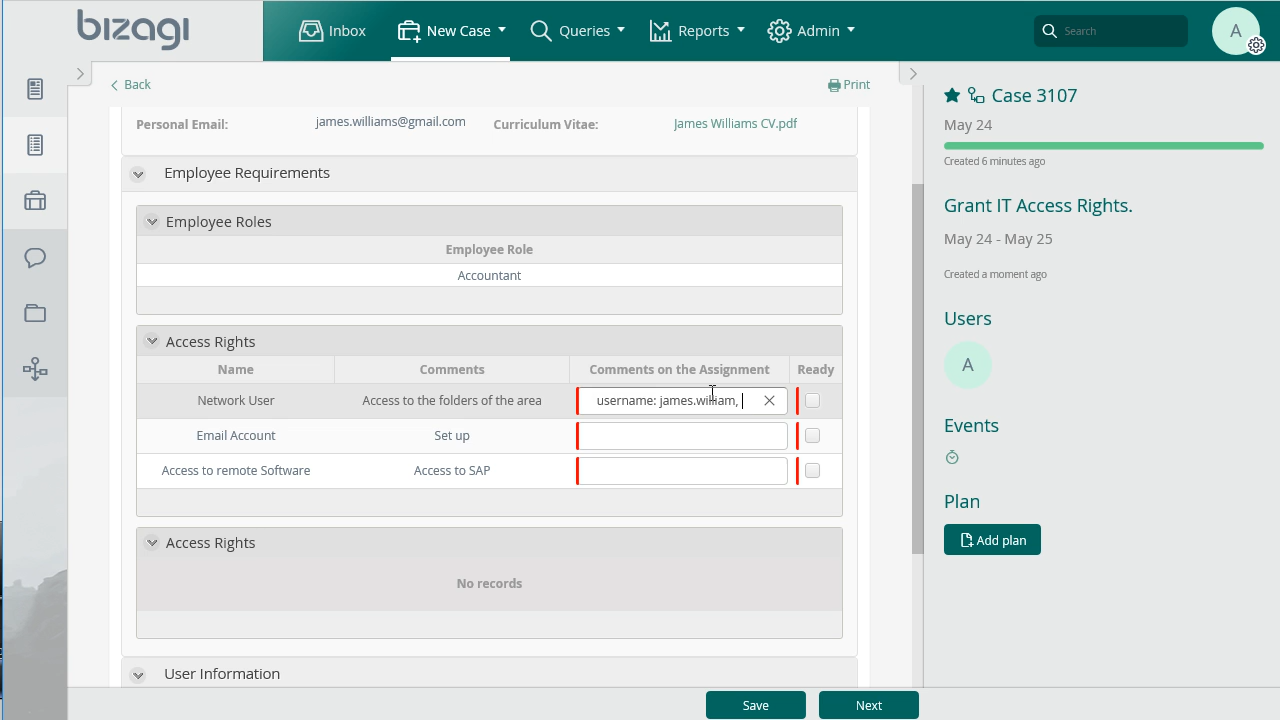 bizagi
Inbox
New Case
Queries
Reports
Admin
Search
A
Back
Print
Personal Email:
james.williams@gmail.com
Curriculum Vitae:
James Williams CV.pdf
Employee Requirements
Employee Roles
Employee Role
Accountant
Access Rights
Name
Comments
Comments on the Assignment
Ready
Network User
Access to the folders of the area
username: james.william,
Email Account
Set up
Access to remote Software
Access to SAP
Access Rights
No records
User Information
Save
Next
Case 3107
May 24
Created 6 minutes ago
Grant IT Access Rights.
May 24 - May 25
Created a moment ago
Users
A
Events
Plan
Add plan